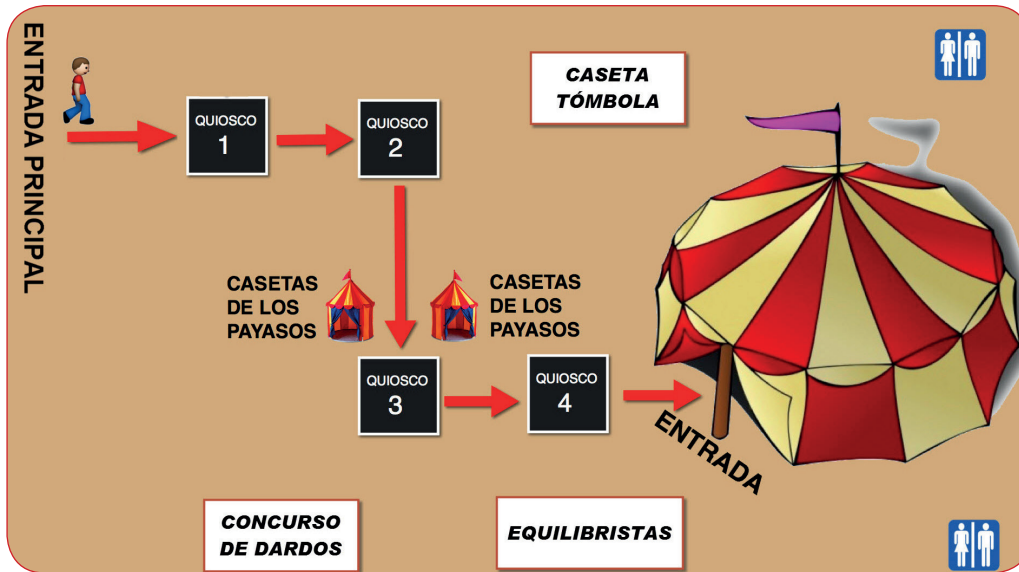 ENTRADA PRINCIPAL
CASETA
TÓMBOLA
QUIOSCO
1
QUIOSCO
2
CASETAS
DE LOS
PAYASOS
CASETAS
DE LOS
PAYASOS
QUIOSCO
3
QUIOSCO
4
ENTRADA
CONCURSO
DE DARDOS
EQUILIBRISTAS